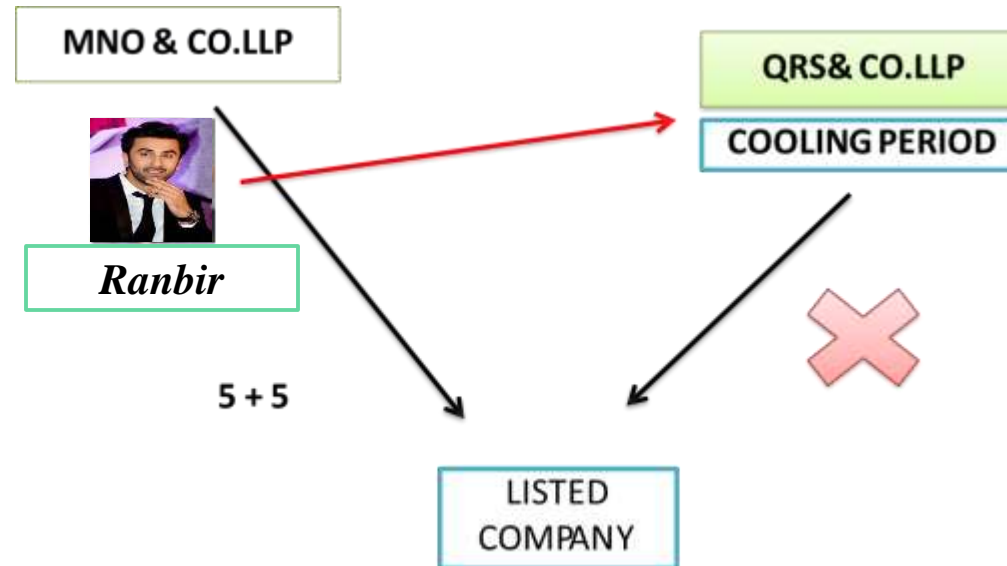 MNO & CO.LLP
QRS& CO.LLP
COOLING PERIOD
Ranbir
5 + 5
LISTED
COMPANY